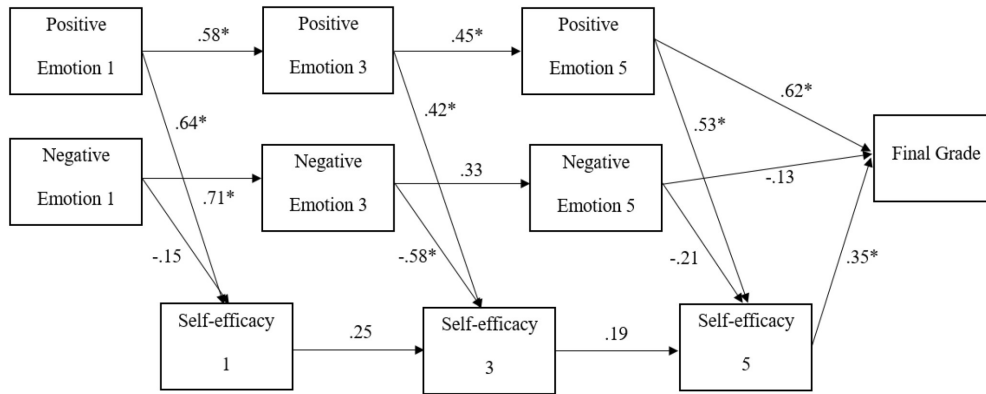 Positive
Emotion 1
.58*
Positive
Emotion 3
.45*
Positive
Emotion 5
.62*
.64*
.42*
.53*
Negative
Emotion 1
.71*
Negative
Emotion 3
.33
Negative
Emotion 5
-.13
Final Grade
-.15
-.58*
-.21
.35*
Self-efficacy
1
.25
Self-efficacy
3
.19
Self-efficacy
5